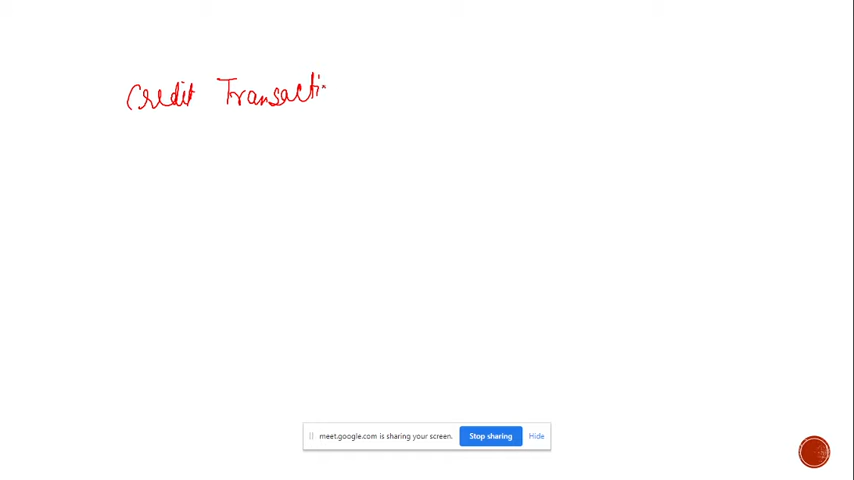 Credit Transacti
meet.google.com is sharing your screen. Stop sharing Hide